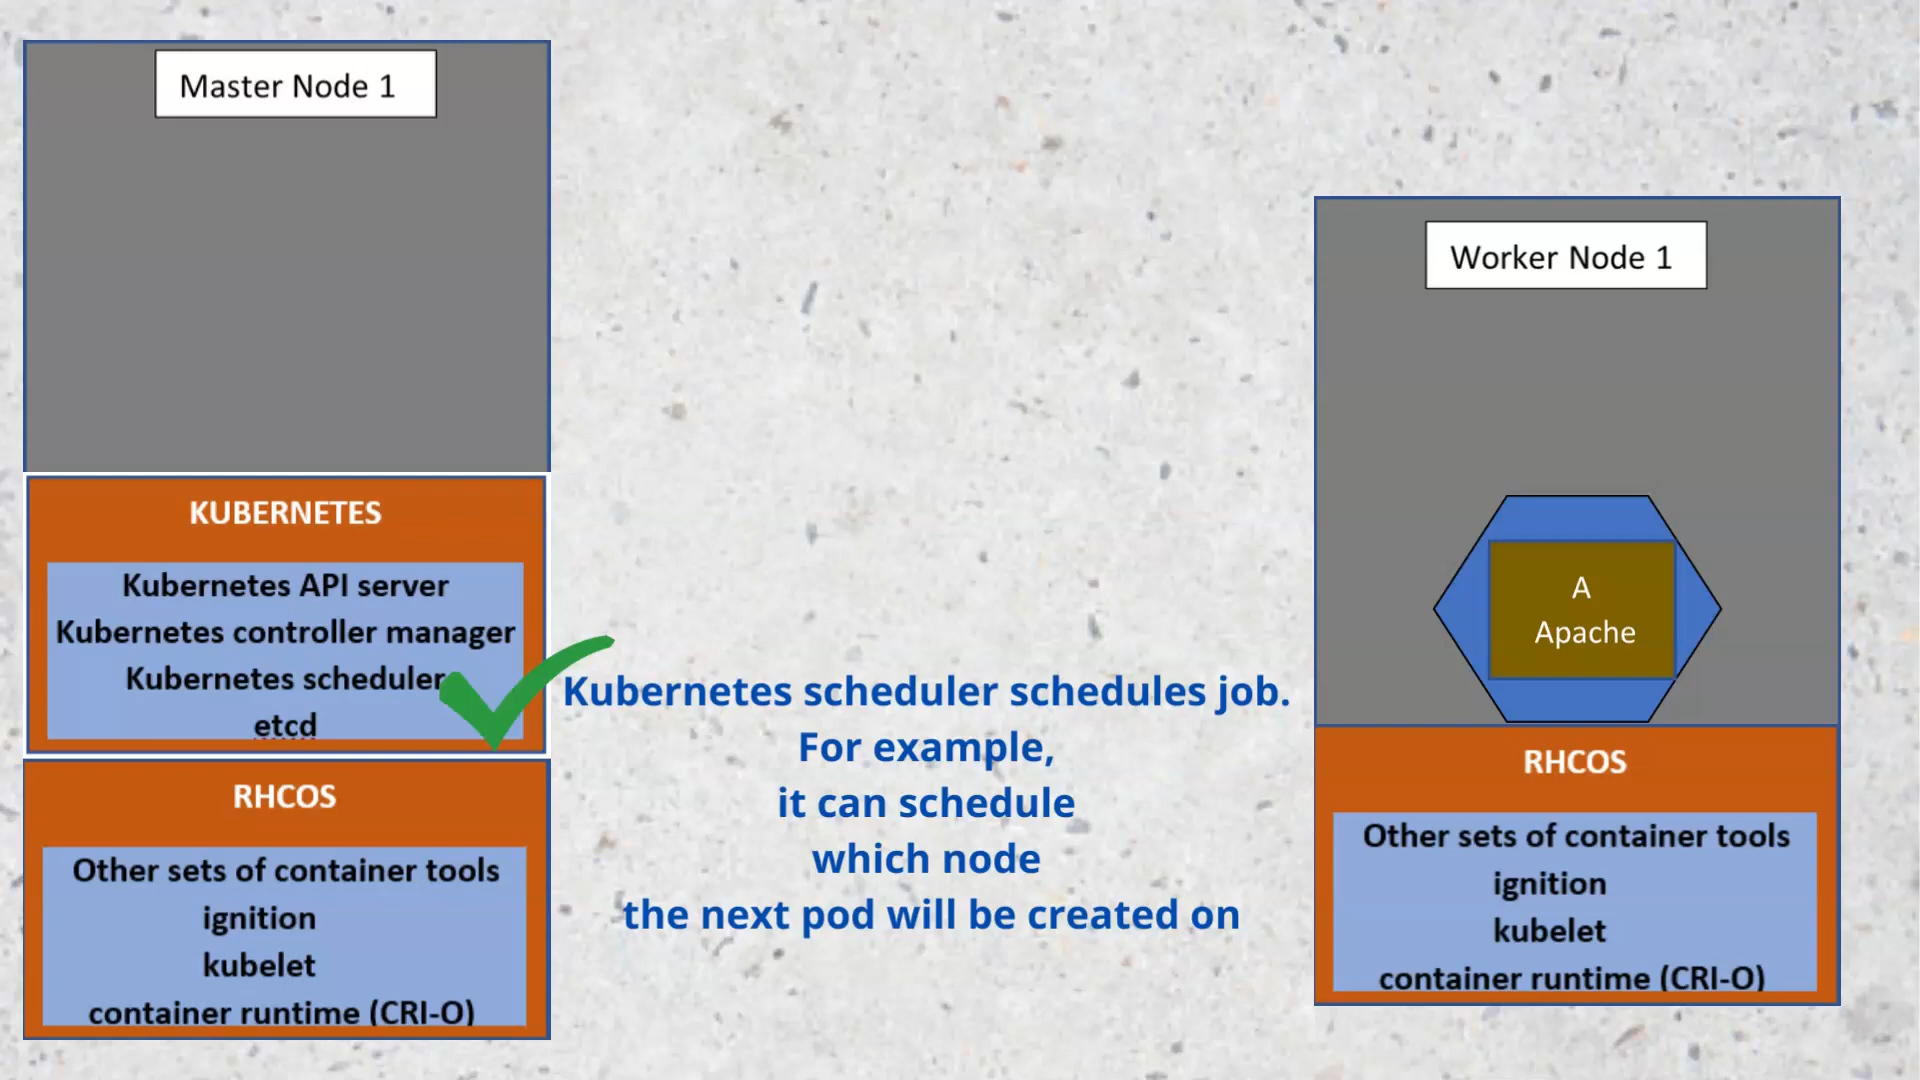 Master Node 1
KUBERNETES
Kubernetes API server
Kubernetes controller manager
Kubernetes scheduler
etcd
RHCOS
Other sets of container tools
ignition
kubelet
container runtime (CRI-O)
Kubernetes scheduler schedules job.
For example,
it can schedule
which node
the next pod will be created on
Worker Node 1
A
Apache
RHCOS
Other sets of container tools
ignition
kubelet
container runtime (CRI-O)